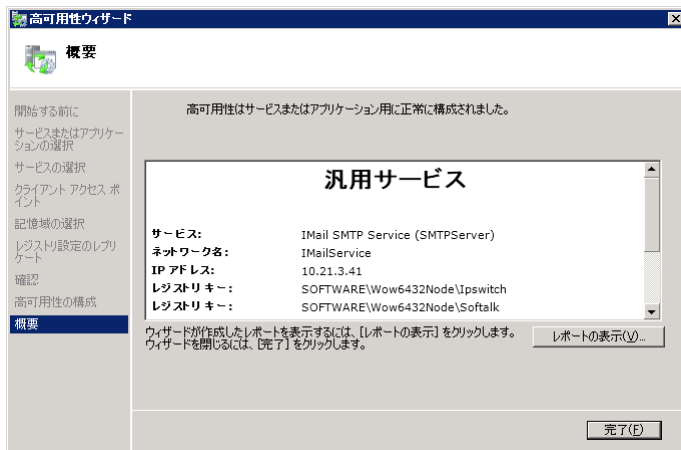 高可用性ウィザード
概要
開始する前に
サービスまたはアプリケー
ションの選択
サービスの選択
クライアント アクセス ポ
イント
記憶域の選択
レジストリ設定のレプリ
ケート
確認
高可用性の構成
概要
高可用性はサービスまたはアプリケーション用に正常に構成されました。
汎用サービス
サービス: IMail SMTP Service (SMTPServer)
ネットワーク名: IMailService
IP アドレス: 10.21.3.41
レジストリ キー: SOFTWARE\Wow6432Node\Ipswitch
レジストリ キー: SOFTWARE\Wow6432Node\Softalk
ウィザードが作成したレポートを表示するには、[レポートの表示] をクリックします。
ウィザードを閉じるには、[完了] をクリックします。
レポートの表示(V)...
完了(F)